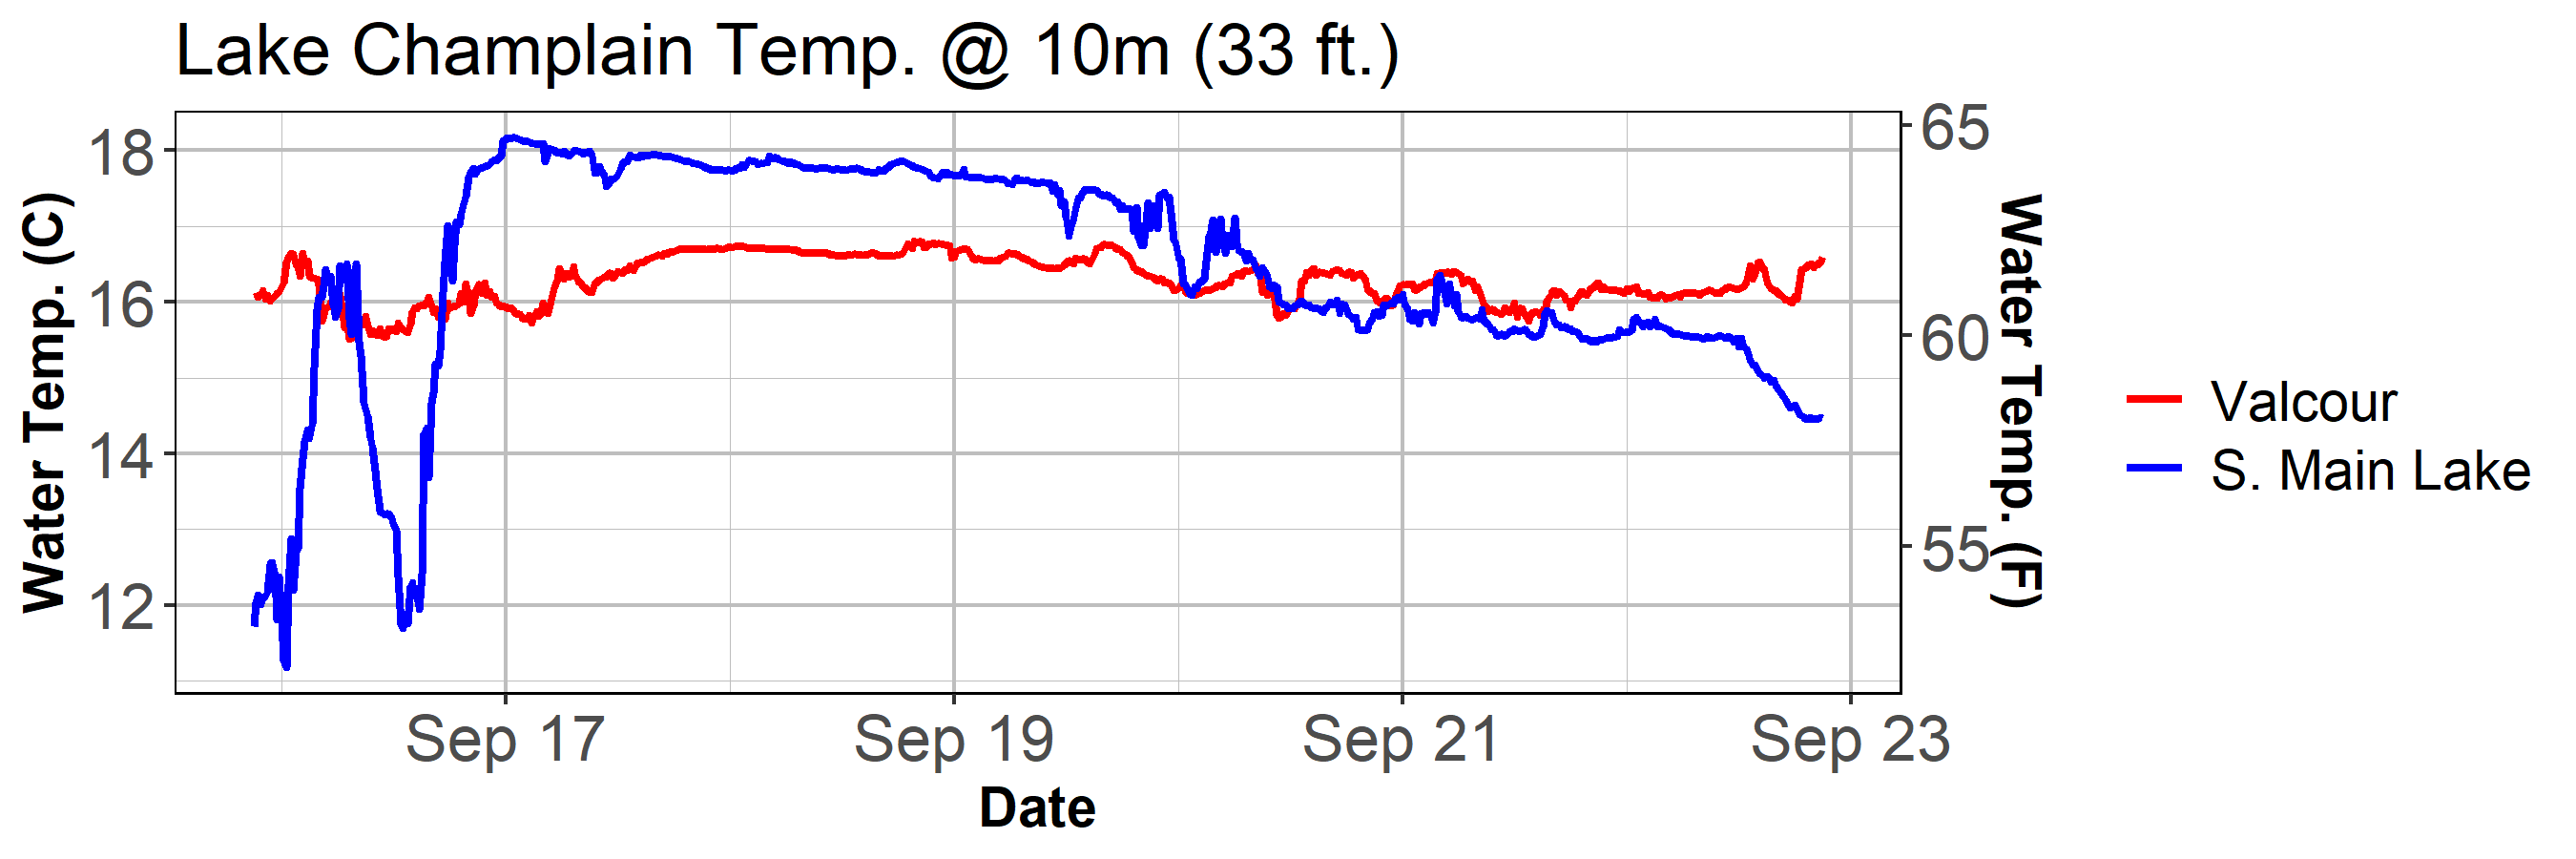 Lake Champlain Temp. @ 10m (33 ft.)
Water Temp. (C)
18
16
14
12
65
60
55
Water Temp. (F)
Sep 17
Sep 19
Sep 21
Sep 23
Date
Valcour
S. Main Lake